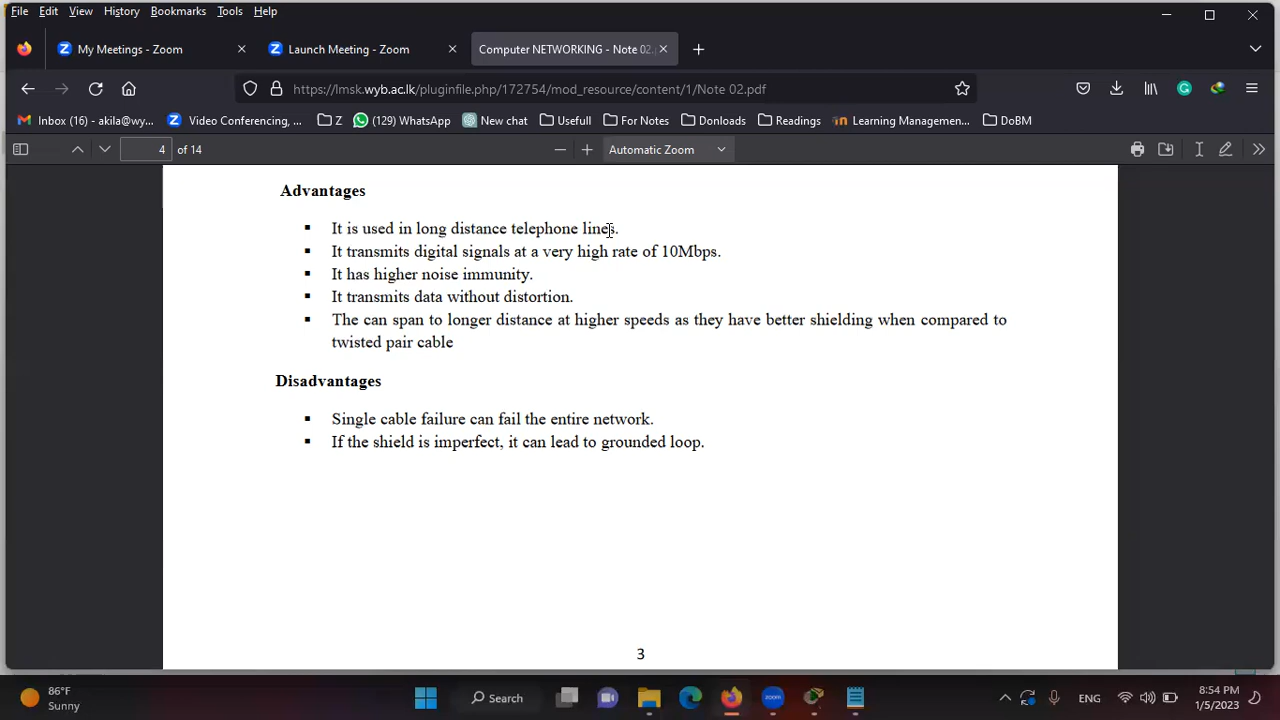 File Edit View History Bookmarks Tools Help
My Meetings - Zoom
Launch Meeting - Zoom
Computer NETWORKING - Note 02.
https://lmsk.wyb.ac.lk/pluginfile.php/172754/mod_resource/content/1/Note 02.pdf
Inbox (16) - akila@wy...
Video Conferencing, ...
Z
(129) WhatsApp
New chat
Usefull
For Notes
Donloads
Readings
Learning Managemen...
DoBM
4 of 14
Automatic Zoom
Advantages
▪ It is used in long distance telephone lines.
▪ It transmits digital signals at a very high rate of 10Mbps.
▪ It has higher noise immunity.
▪ It transmits data without distortion.
▪ The can span to longer distance at higher speeds as they have better shielding when compared to
twisted pair cable
Disadvantages
▪ Single cable failure can fail the entire network.
▪ If the shield is imperfect, it can lead to grounded loop.
3
86°F
Sunny
Search
ENG
8:54 PM
1/5/2023